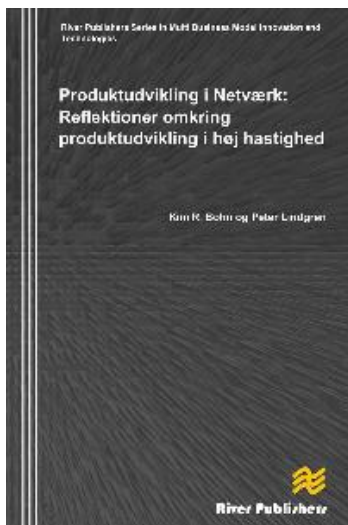 River Publishers Series in Multi Business Model Innovation and
Technologies
Produktudvikling i Netværk:
Reflektioner omkring
produktudvikling i høj hastighed
Kim R. Bohn og Peter Lindgren
River Publishers